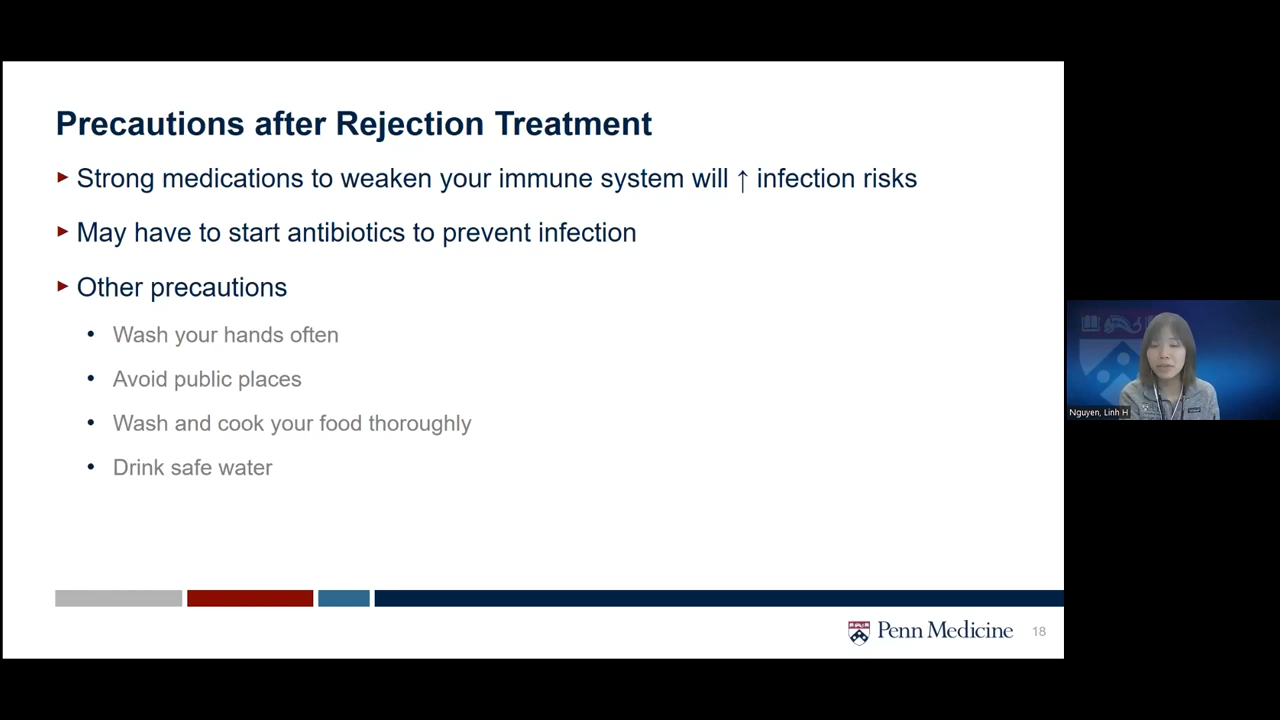 Precautions after Rejection Treatment
Strong medications to weaken your immune system will ↑ infection risks
May have to start antibiotics to prevent infection
Other precautions
Wash your hands often
Avoid public places
Wash and cook your food thoroughly
Drink safe water
Nguyen, Linh H
Penn Medicine
18